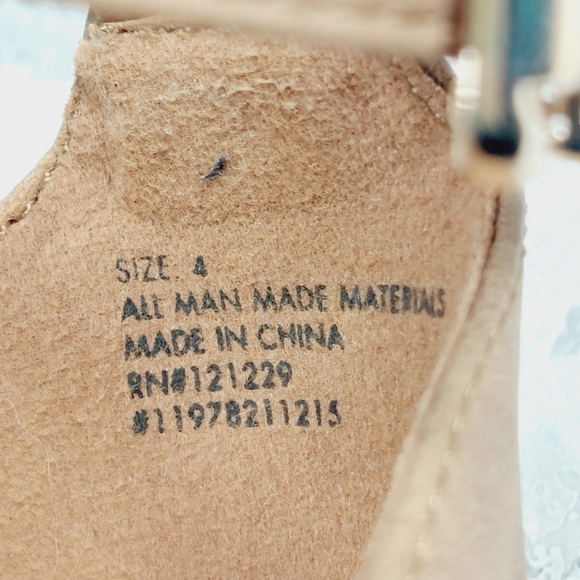 SIZE: 4
ALL MAN MADE MATERIALS
MADE IN CHINA
RN#121229
#11978211215